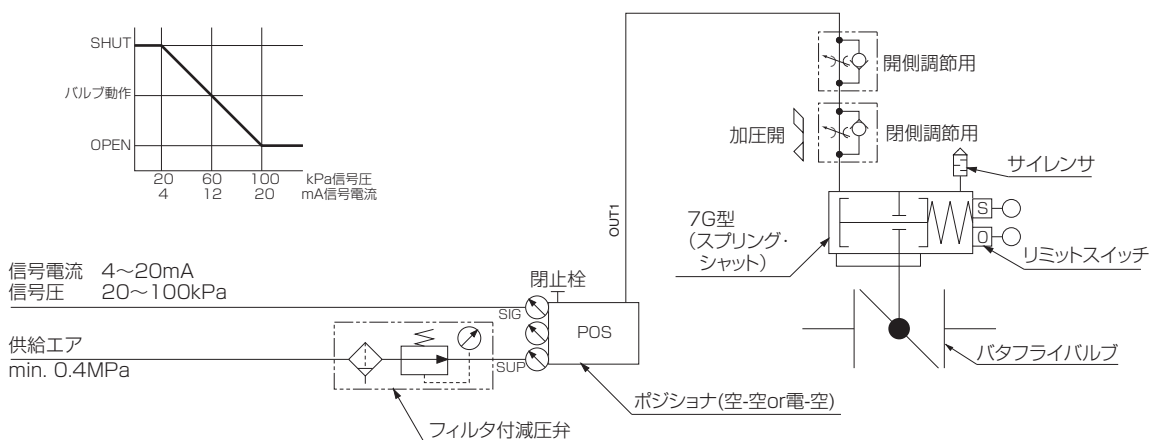 SHUT
バルブ動作
OPEN
20 60 100 kPa信号圧
4 12 20 mA信号電流
開側調節用
加圧開
閉側調節用
サイレンサ
7G型
(スプリング・
シャット)
S
O
リミットスイッチ
OUT1
信号電流 4〜20mA
信号圧 20〜100kPa
閉止栓
SIG
POS
供給エア
min. 0.4MPa
SUP
バタフライバルブ
ポジショナ(空-空or電-空)
フィルタ付減圧弁